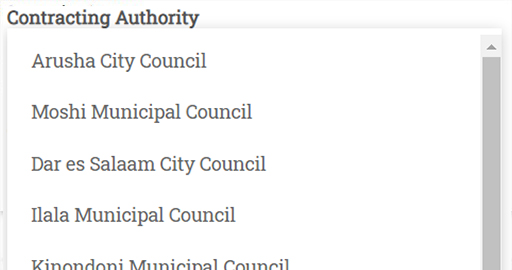 Contracting Authority
Arusha City Council
Moshi Municipal Council
Dar es Salaam City Council
Ilala Municipal Council
Kinondoni Municipal Council